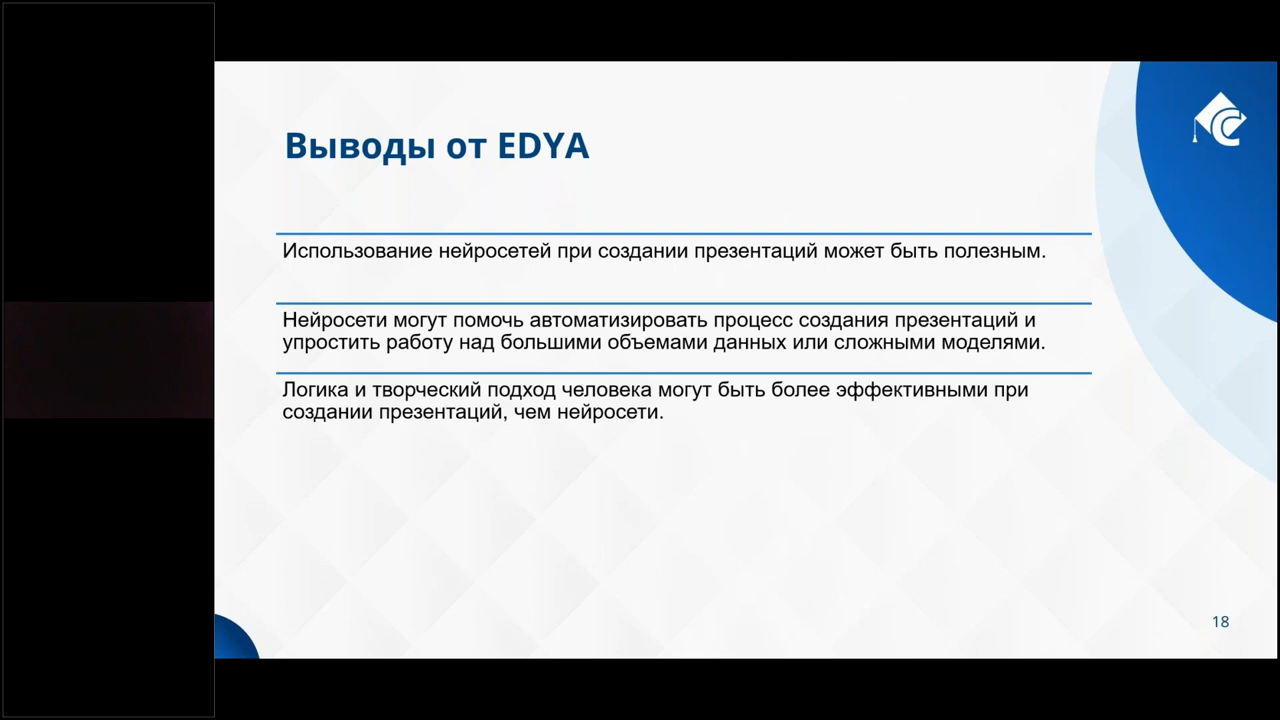 Выводы от EDYA
Использование нейросетей при создании презентаций может быть полезным.
Нейросети могут помочь автоматизировать процесс создания презентаций и
упростить работу над большими объемами данных или сложными моделями.
Логика и творческий подход человека могут быть более эффективными при
создании презентаций, чем нейросети.
18